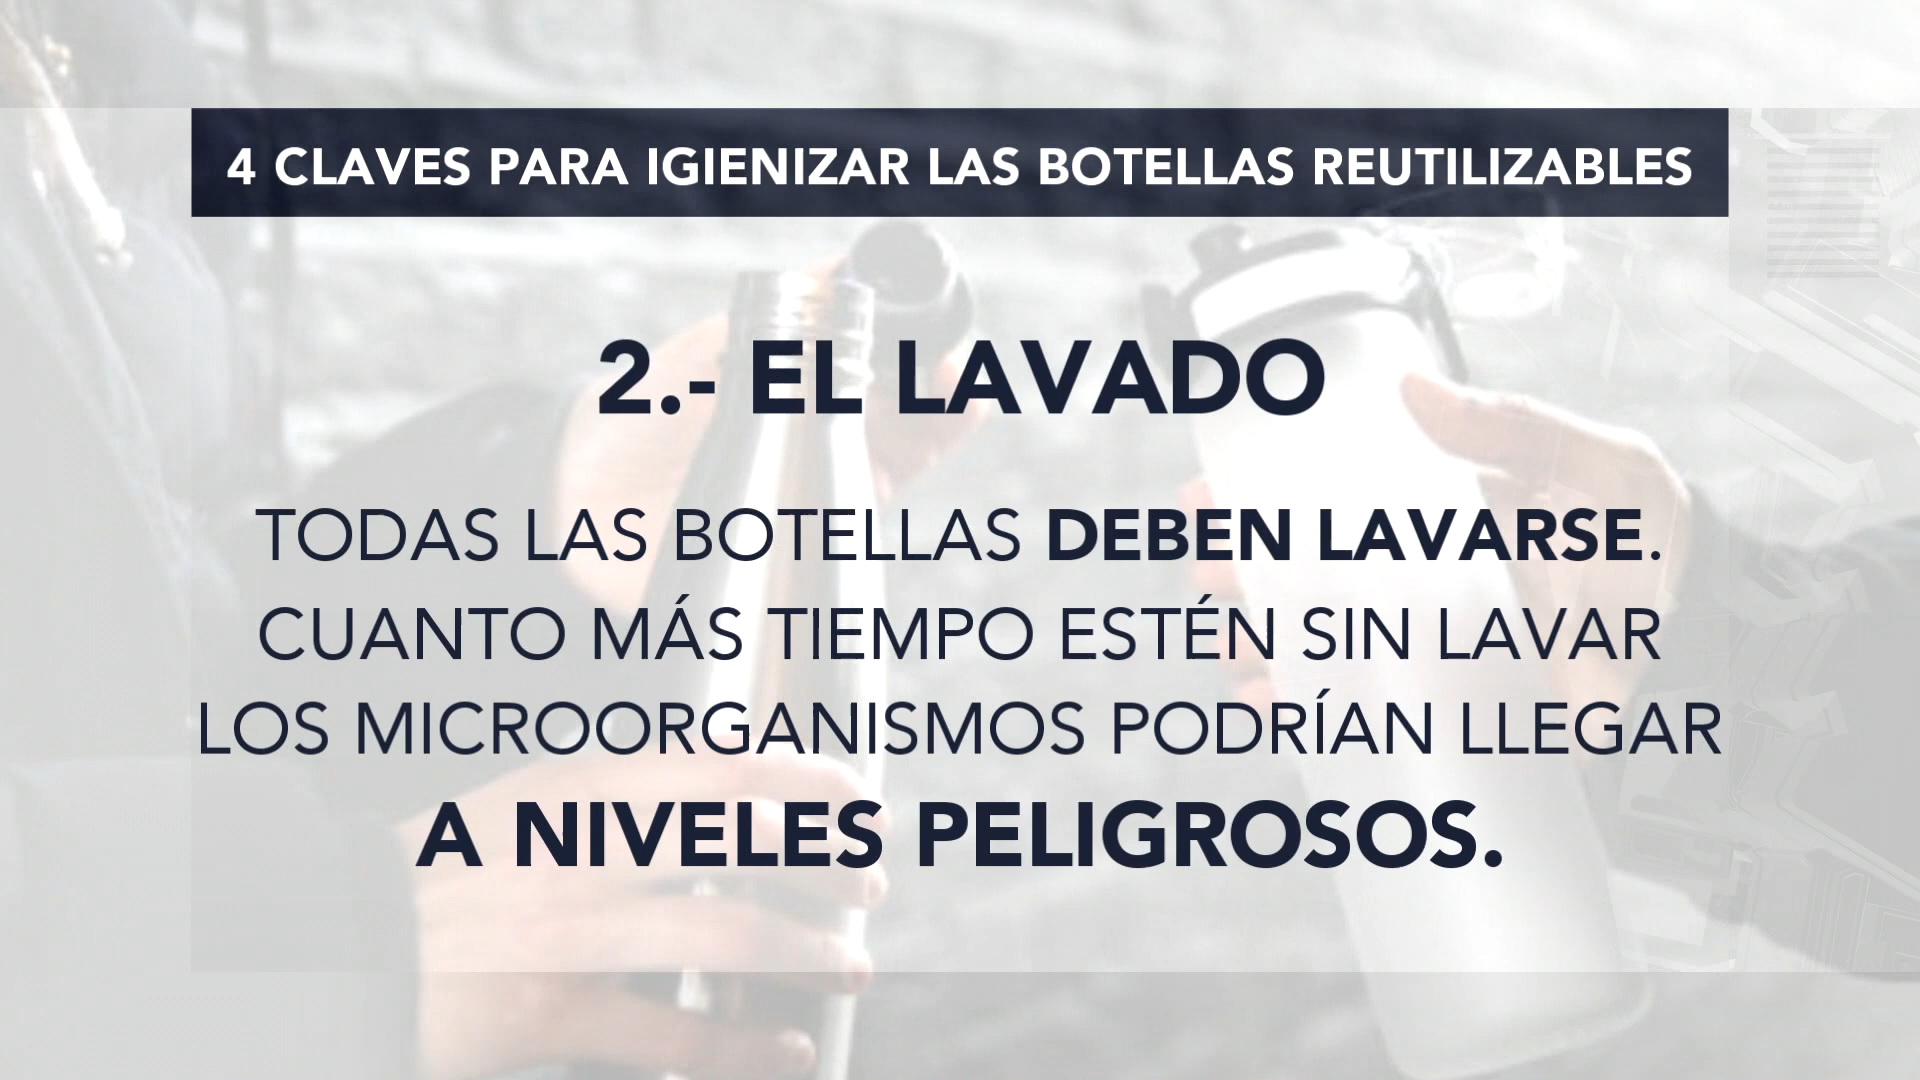 4 CLAVES PARA IGIENIZAR LAS BOTELLAS REUTILIZABLES
2.- EL LAVADO
TODAS LAS BOTELLAS DEBEN LAVARSE.
CUANTO MÁS TIEMPO ESTÉN SIN LAVAR
LOS MICROORGANISMOS PODRÍAN LLEGAR
A NIVELES PELIGROSOS.